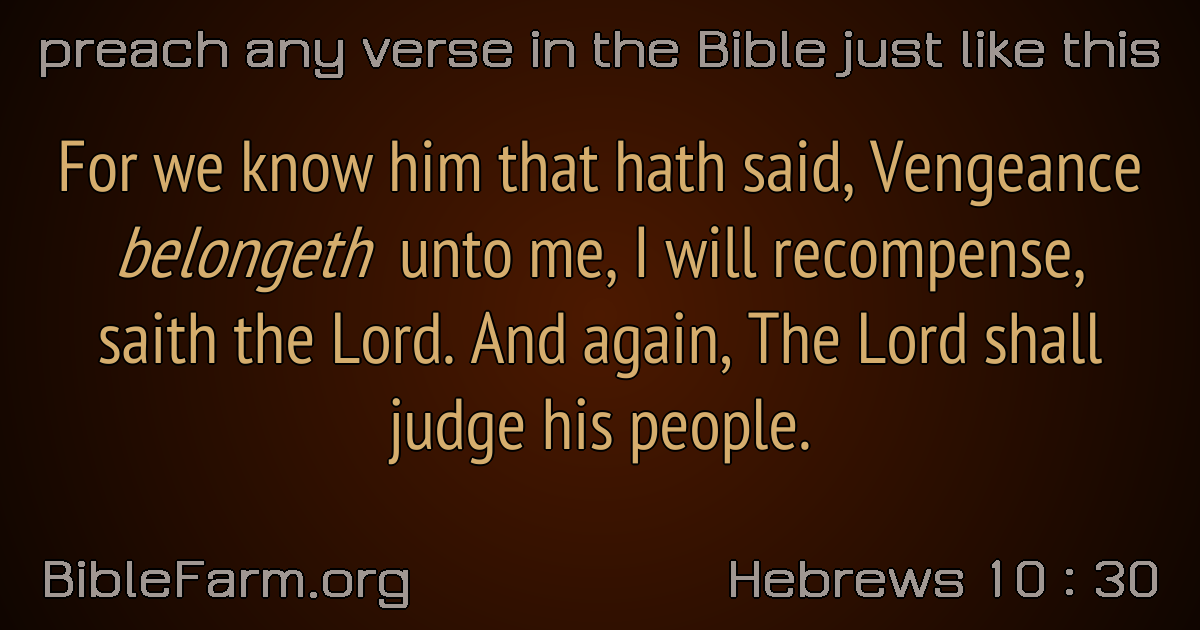 preach any verse in the Bible just like this
For we know him that hath said, Vengeance
belongeth unto me, I will recompense,
saith the Lord. And again, The Lord shall
judge his people.
BibleFarm.org
Hebrews 10 : 30